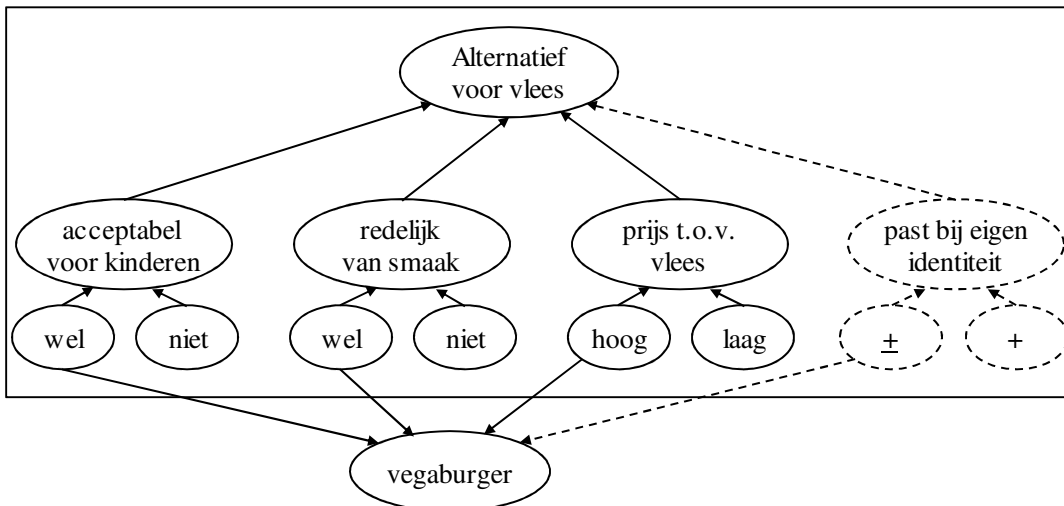 Alternatief
voor vlees
acceptabel
voor kinderen
redelijk
van smaak
prijs t.o.v.
vlees
past bij eigen
identiteit
wel
niet
wel
niet
hoog
laag
±
+
vegaburger